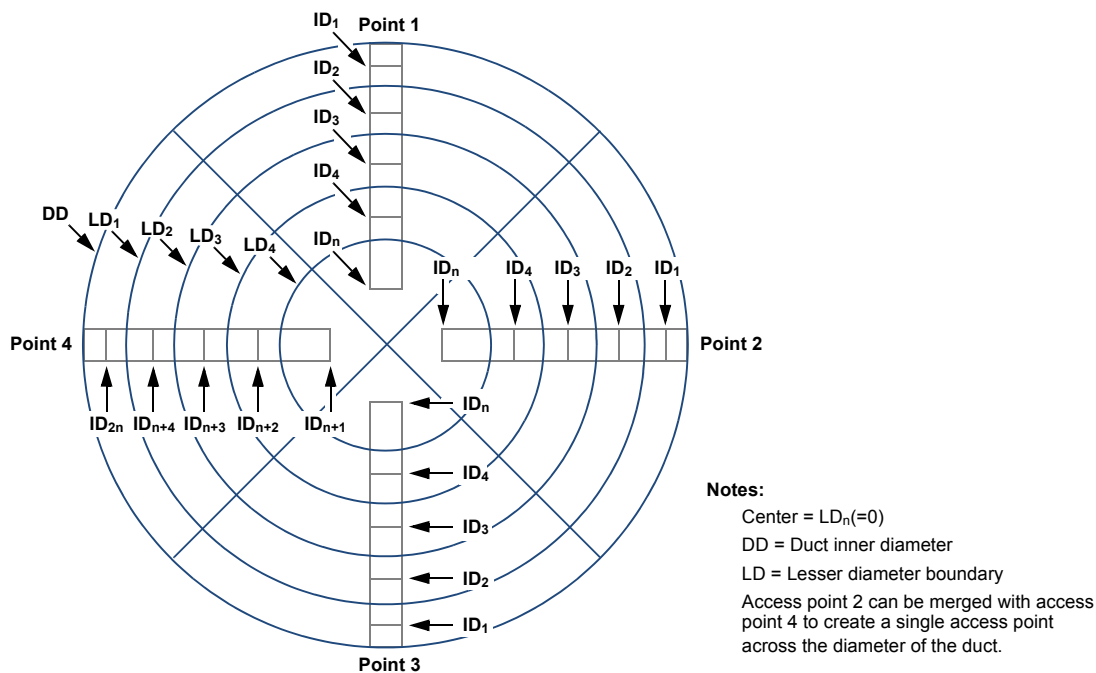 ID₁
Point 1
ID₂
ID₃
ID₄
DD
LD₁
LD₂
LD₃
LD₄
IDₙ
IDₙ
ID₄
ID₃
ID₂
ID₁
Point 4
Point 2
ID₂ₙ
IDₙ₊₄
IDₙ₊₃
IDₙ₊₂
IDₙ₊₁
IDₙ
ID₄
ID₃
ID₂
ID₁
Point 3
Notes:
Center = LDₙ(=0)
DD = Duct inner diameter
LD = Lesser diameter boundary
Access point 2 can be merged with access
point 4 to create a single access point
across the diameter of the duct.